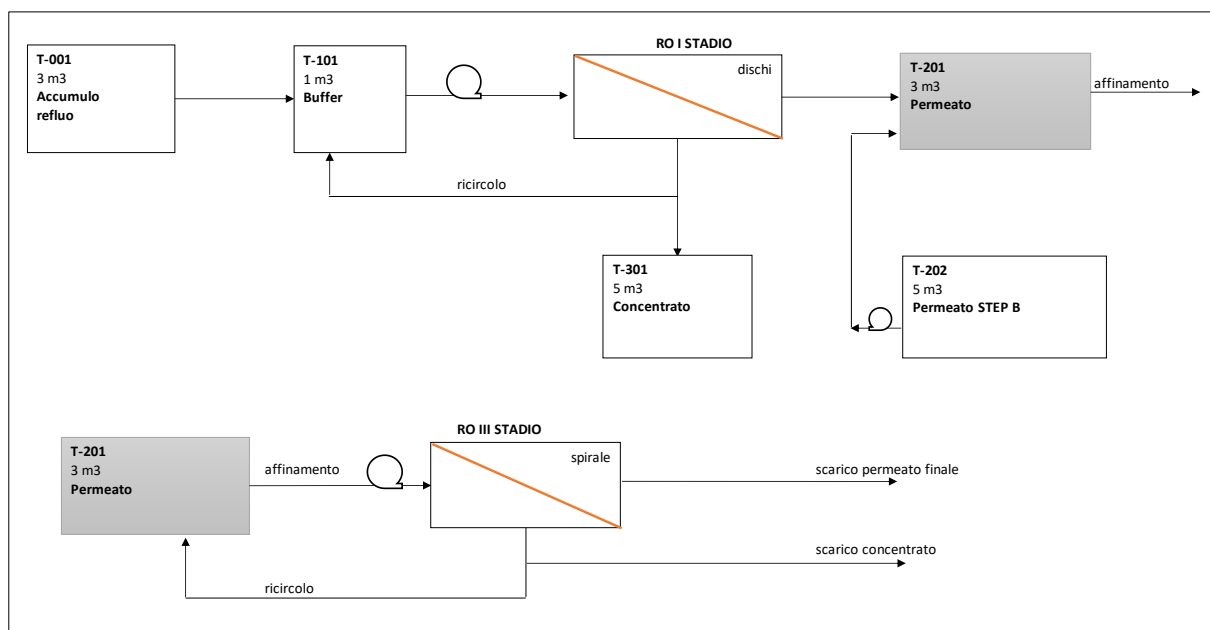 RO I STADIO
T-001
3 m3
Accumulo
refluo
T-101
1 m3
Buffer
dischi
T-201
3 m3
Permeato
affinamento
ricircolo
T-301
5 m3
Concentrato
T-202
5 m3
Permeato STEP B
RO III STADIO
T-201
3 m3
Permeato
affinamento
spirale
scarico permeato finale
scarico concentrato
ricircolo